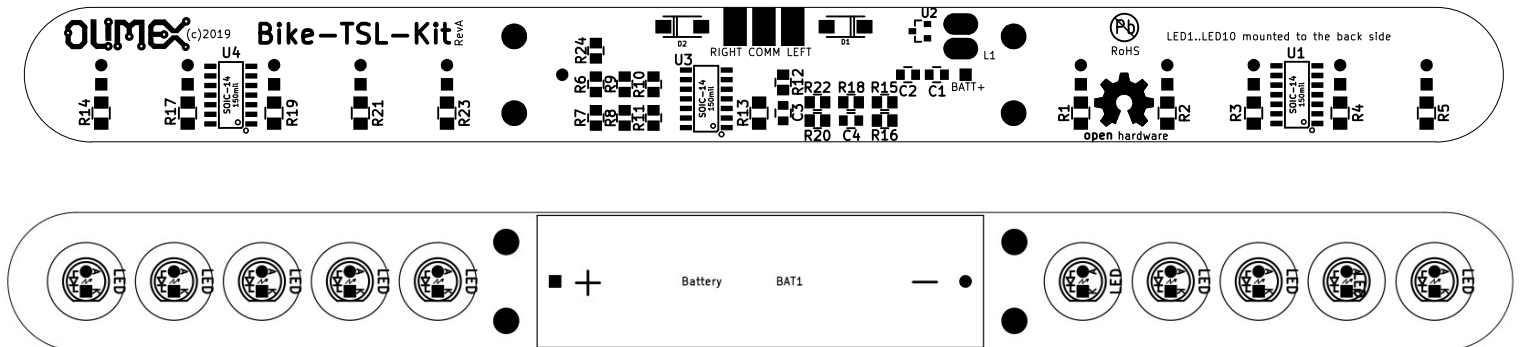 OLIMEX (c)2019 Bike-TSL-Kit RevA
U4
SOIC-14
150mil
R14
R17
R19
R21
R23
R24
R6
R9
R10
R7
R8
R11
D2
RIGHT COMM LEFT
D1
U3
SOIC-14
150mil
R13
R12
C3
R22 R18 R15
R20 C4 R16
U2
L1
C2 C1
BATT+
Pb
RoHS
LED1..LED10 mounted to the back side
U1
SOIC-14
150mil
R1
R2
R3
R4
R5
open hardware
A
K
LED
A
K
LED
A
K
LED
A
K
LED
A
K
LED
+ Battery BAT1 −
A
K
LED
A
K
LED
A
K
LED
A
K
LED
A
K
LED